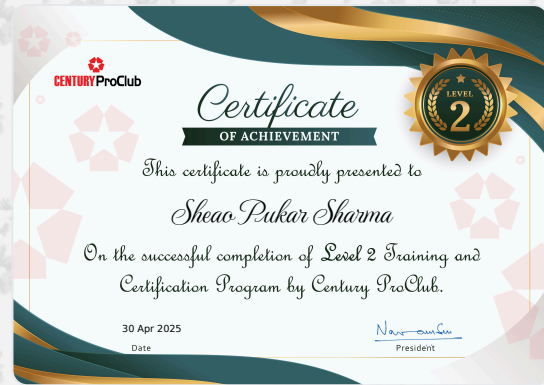 CENTURY ProClub
Certificate
OF ACHIEVEMENT
LEVEL
2
This certificate is proudly presented to
Sheao Pukar Sharma
On the successful completion of Level 2 Training and
Certification Program by Century ProClub.
30 Apr 2025
Date
President